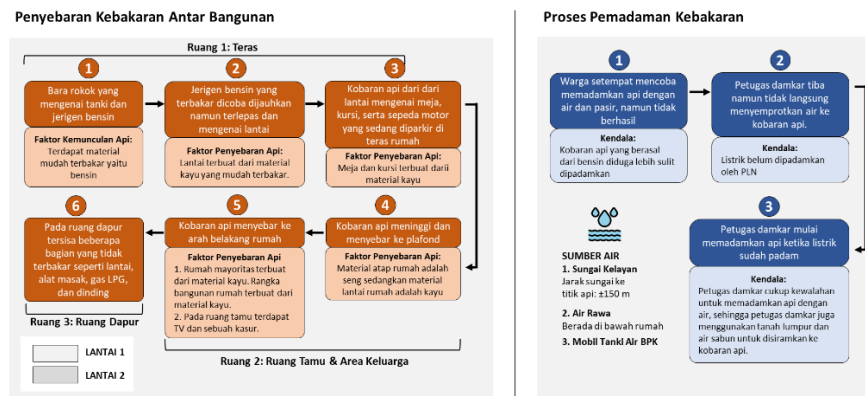 Penyebaran Kebakaran Antar Bangunan
Ruang 1: Teras
1
Bara rokok yang
mengenai tanki dan
jerigen bensin
Faktor Kemunculan Api:
Terdapat material
mudah terbakar yaitu
bensin
2
Jerigen bensin yang
terbakar dicoba dijauhkan
namun terlepas dan
mengenai lantai
Faktor Penyebaran Api:
Lantai terbuat dari material
kayu yang mudah terbakar.
3
Kobaran api dari dari
lantai mengenai meja,
kursi, serta sepeda motor
yang sedang diparkir di
teras rumah
Faktor Penyebaran Api:
Meja dan kursi terbuat darii
material kayu
4
Kobaran api meninggi dan
menyebar ke plafond
Faktor Penyebaran Api:
Material atap rumah adalah
seng sedangkan material
lantai rumah adalah kayu
5
Kobaran api menyebar ke
arah belakang rumah
Faktor Penyebaran Api
1. Rumah mayoritas terbuat
dari material kayu. Rangka
bangunan rumah terbuat dari
material kayu.
2. Pada ruang tamu terdapat
TV dan sebuah kasur.
6
Pada ruang dapur
tersisa beberapa
bagian yang tidak
terbakar seperti lantai,
alat masak, gas LPG,
dan dinding
Ruang 3: Ruang Dapur
Ruang 2: Ruang Tamu & Area Keluarga
LANTAI 1
LANTAI 2
Proses Pemadaman Kebakaran
1
Warga setempat mencoba
memadamkan api dengan
air dan pasir, namun tidak
berhasil
Kendala:
Kobaran api yang berasal
dari bensin diduga lebih sulit
dipadamkan
2
Petugas damkar tiba
namun tidak langsung
menyemprotkan air ke
kobaran api.
Kendala:
Listrik belum dipadamkan
oleh PLN
3
Petugas damkar mulai
memadamkan api ketika listrik
sudah padam
Kendala:
Petugas damkar cukup kewalahan
untuk memadamkan api dengan
air, sehingga petugas damkar juga
menggunakan tanah lumpur dan
air sabun untuk disiramkan ke
kobaran api.
SUMBER AIR
1. Sungai Kelayan
Jarak sungai ke
titik api: ±150 m
2. Air Rawa
Berada di bawah rumah
3. Mobil Tanki Air BPK